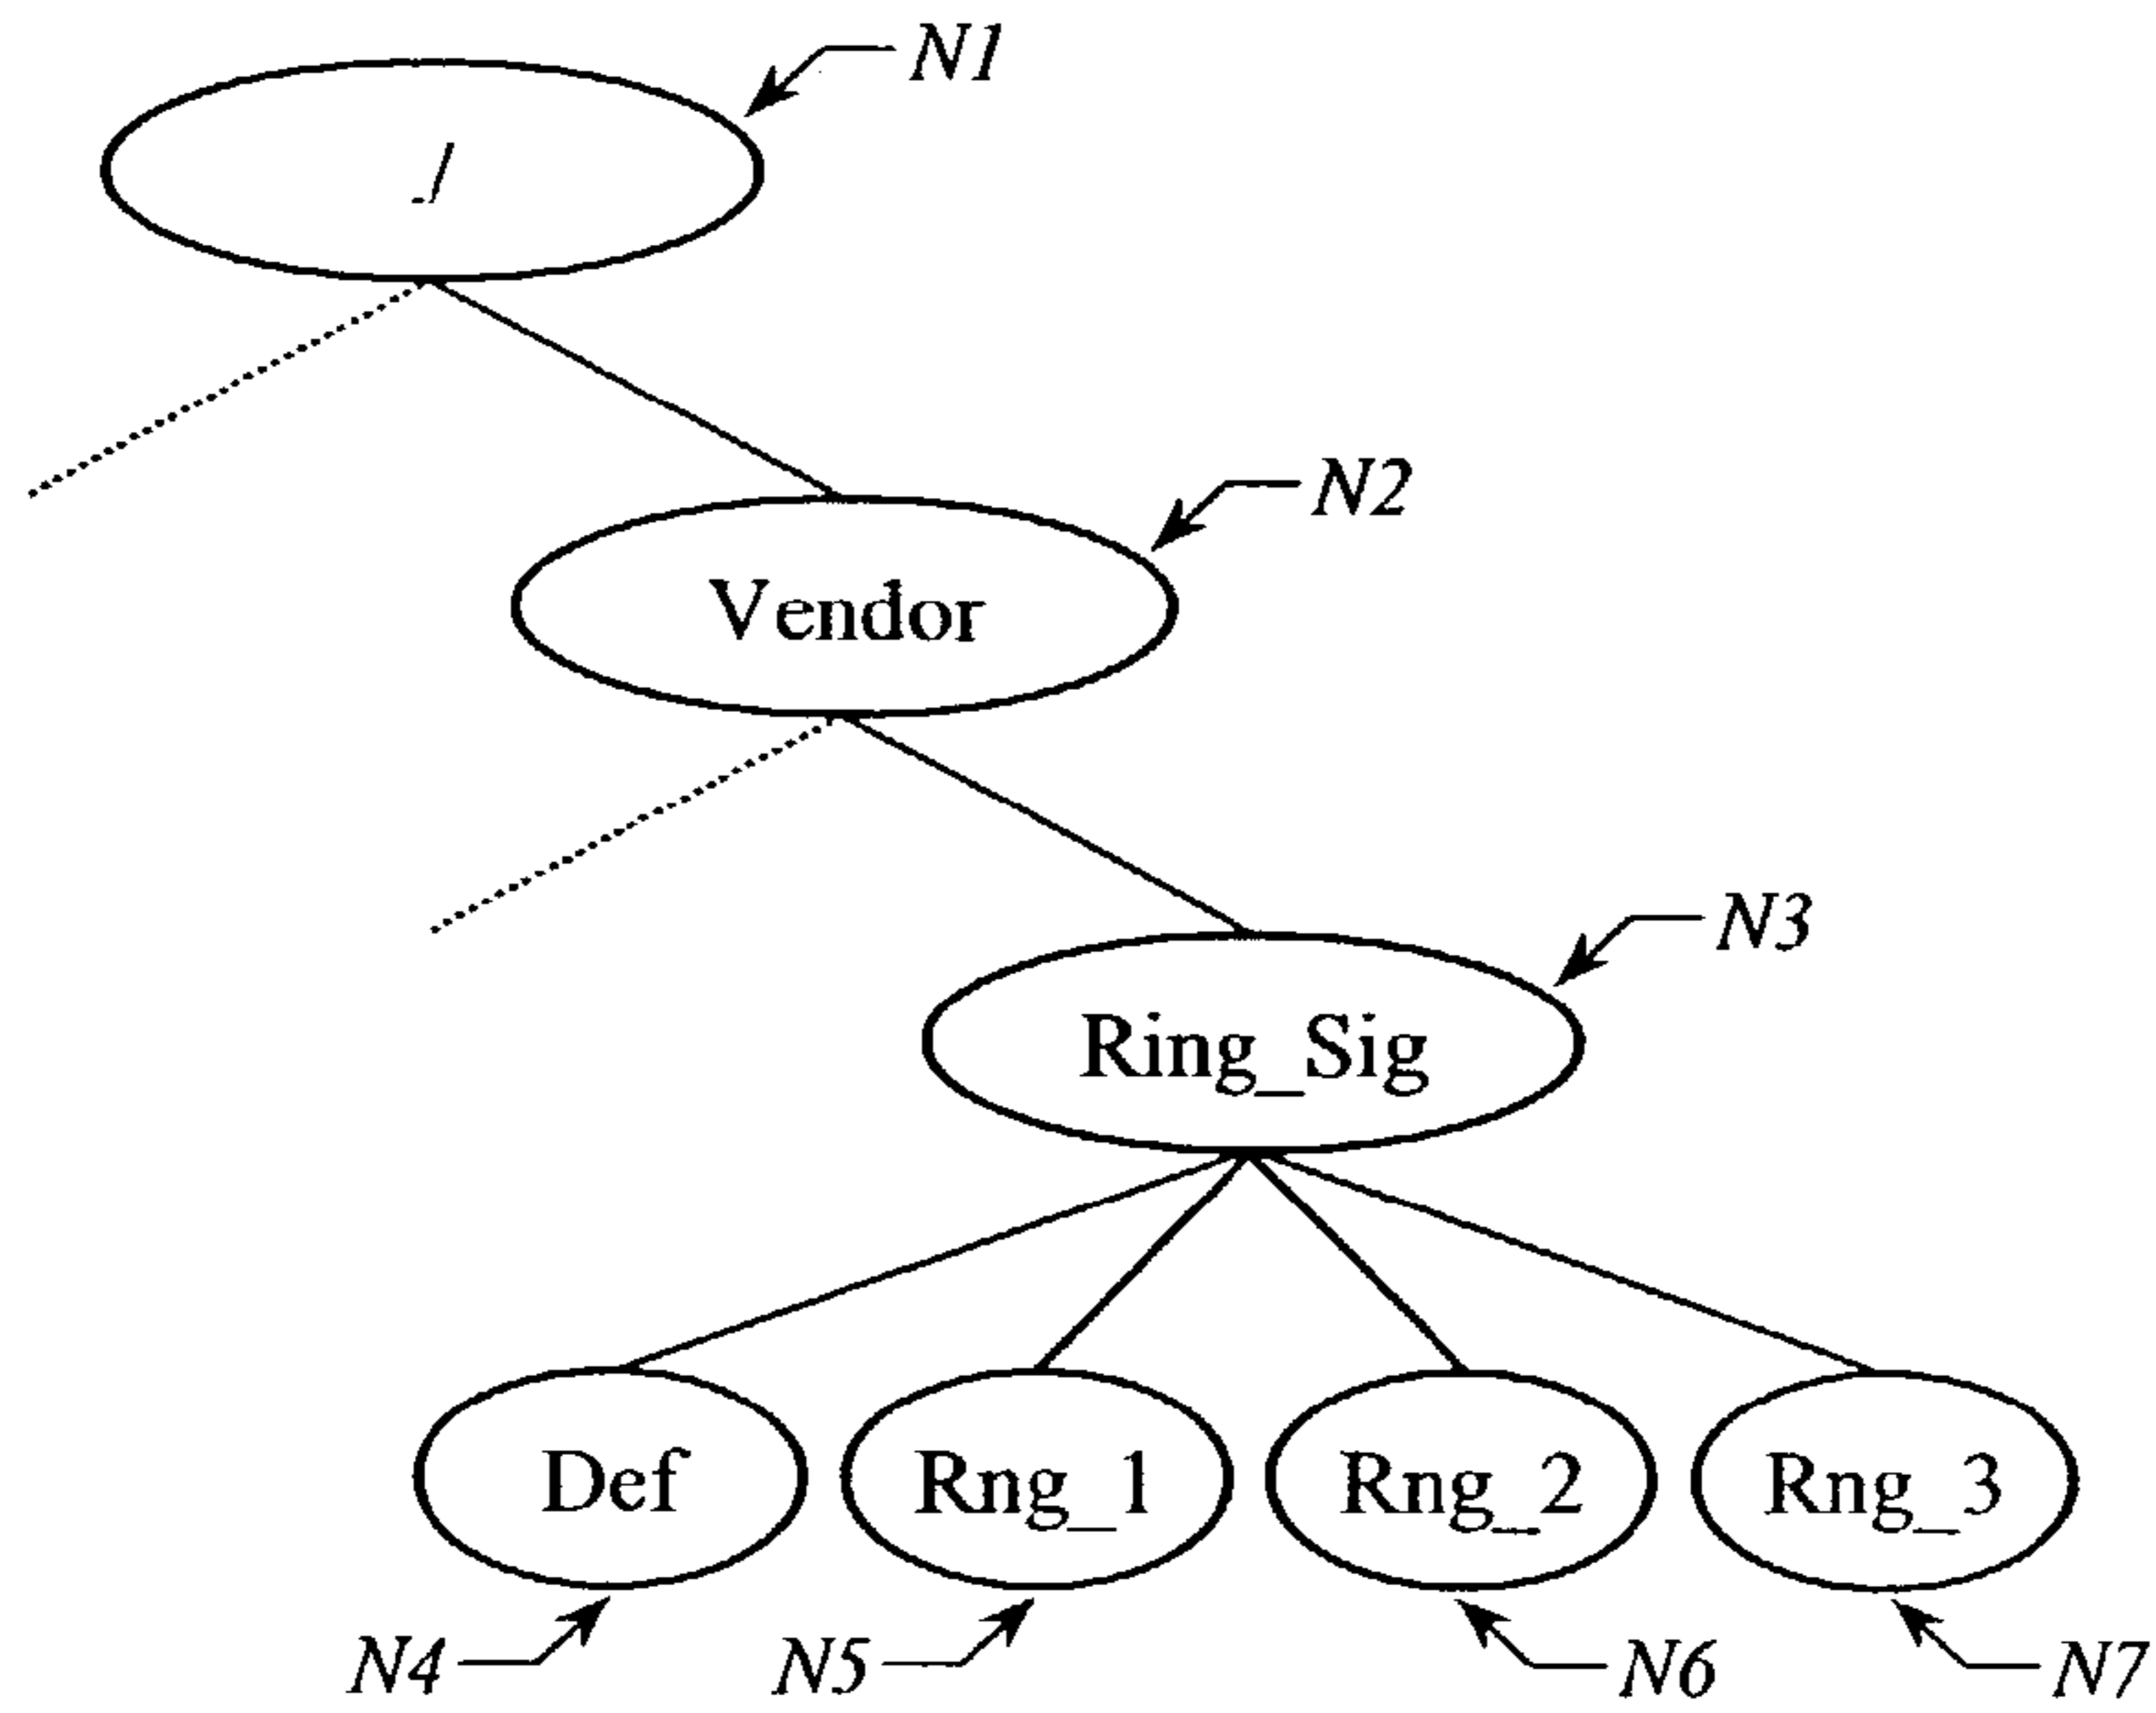 N1
./
N2
Vendor
N3
Ring_Sig
Def Rng_1 Rng_2 Rng_3
N4 N5 N6 N7